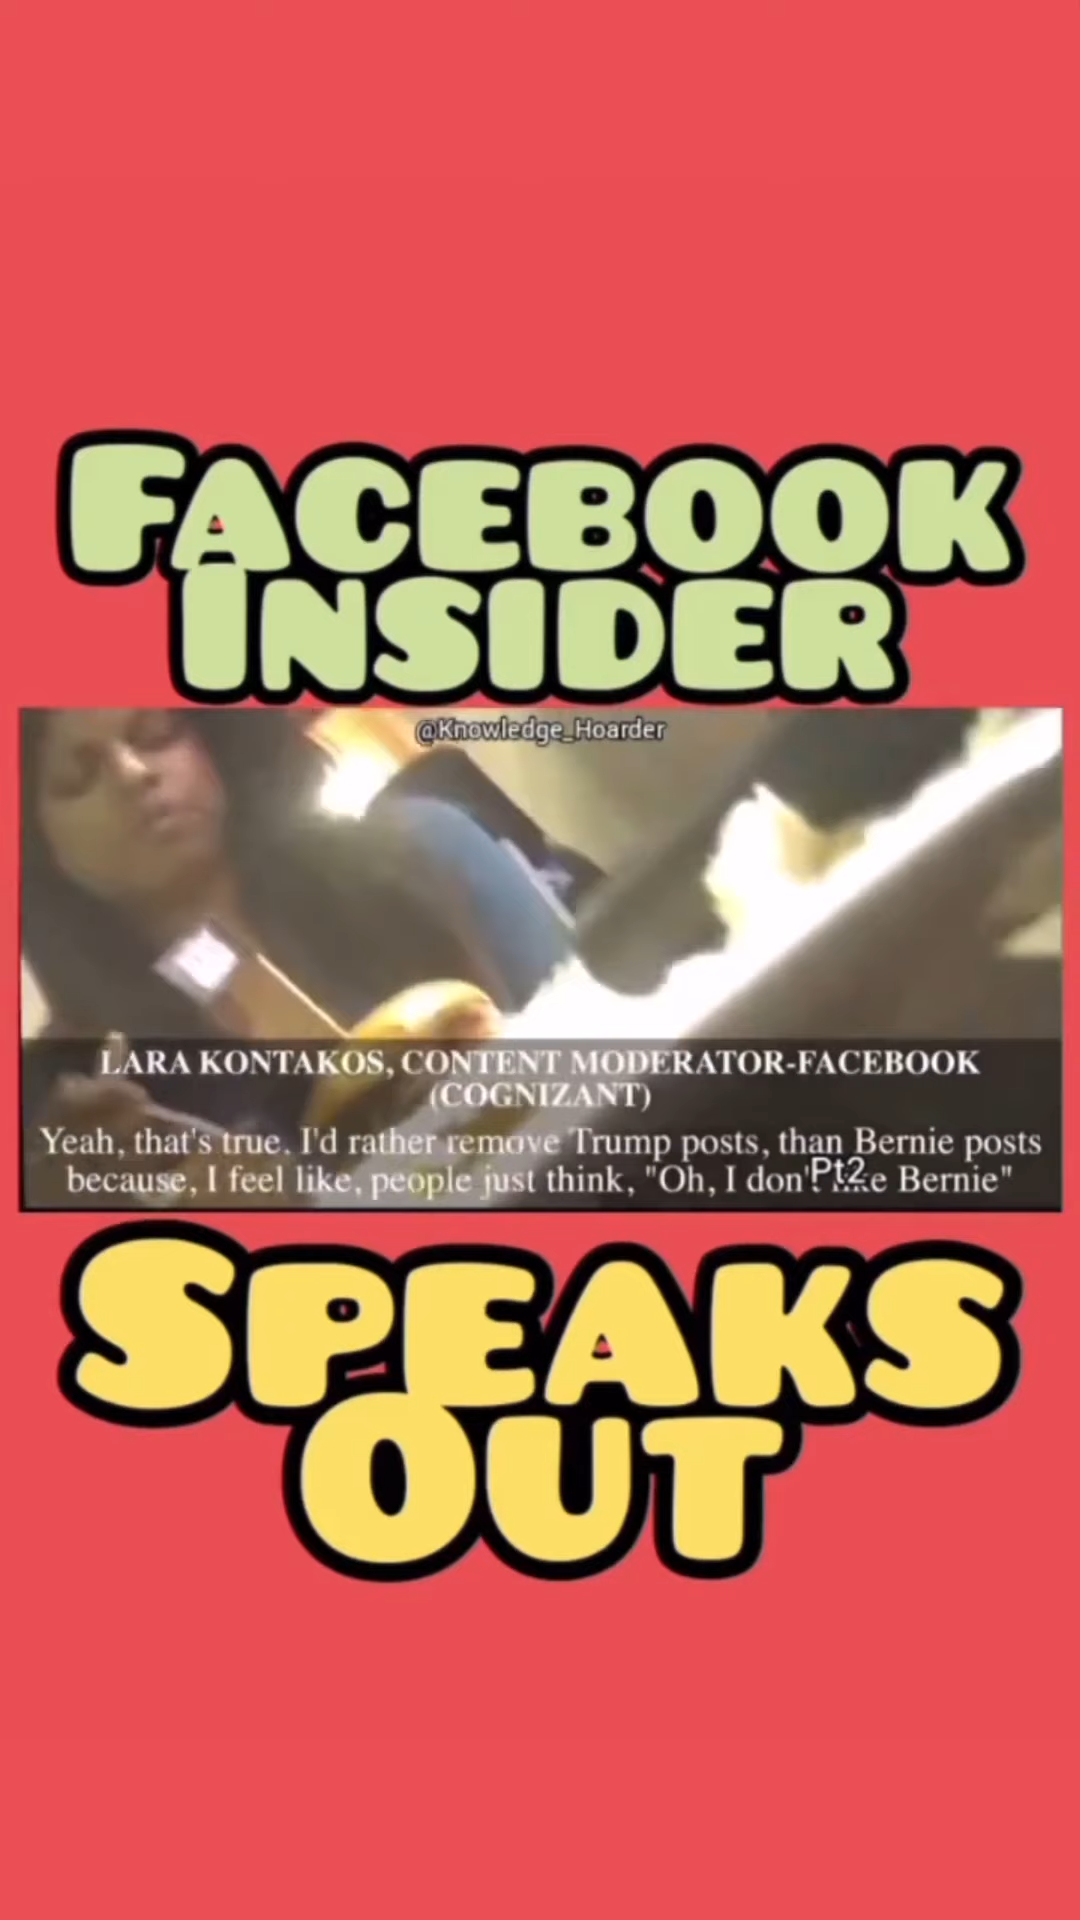 FACEBOOK
INSIDER
@Knowledge_Hoarder
LARA KONTAKOS, CONTENT MODERATOR-FACEBOOK
(COGNIZANT)
Yeah, that's true. I'd rather remove Trump posts, than Bernie posts
because, I feel like, people just think, "Oh, I don't like Bernie"
Pt2
SPEAKS
OUT